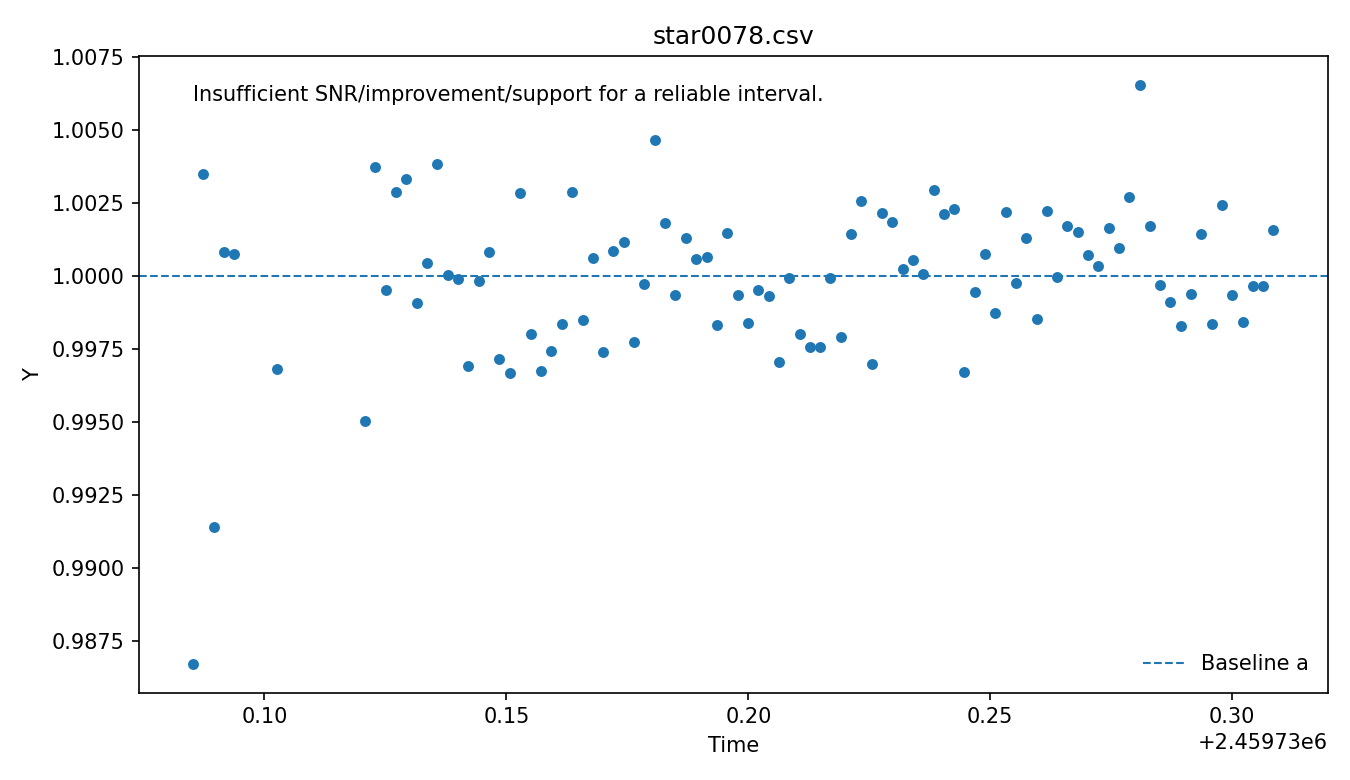 star0078.csv
1.0075
Insufficient SNR/improvement/support for a reliable interval.
1.0050
1.0025
1.0000
0.9975
Y
0.9950
0.9925
0.9900
0.9875
Baseline a
0.10 0.15 0.20 0.25 0.30
+2.45973e6
Time